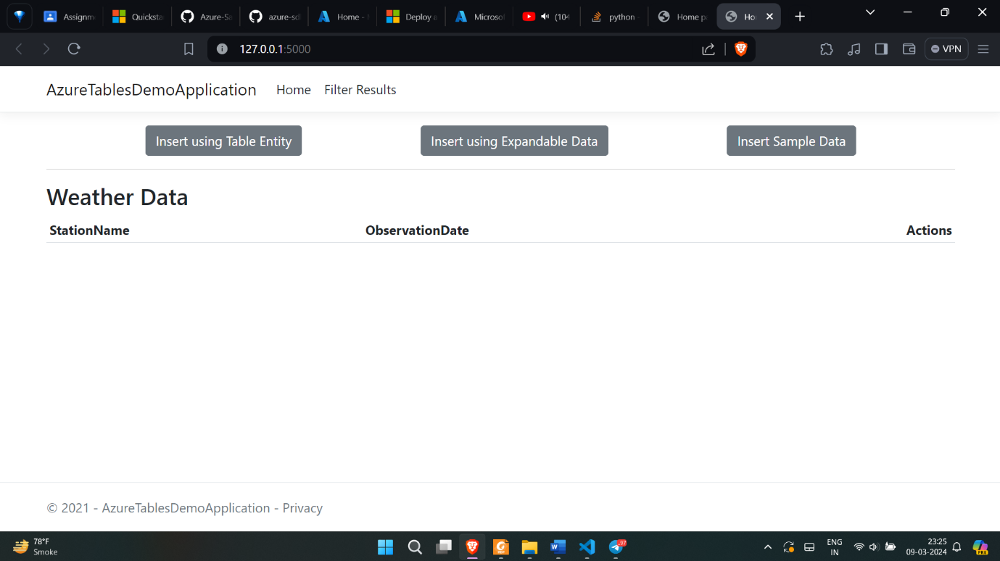 Assignm
Quicksta
Azure-Sa
azure-sd
Home -
Deploy a
Microsof
(104
python -
Home p
Ho
127.0.0.1:5000
VPN
AzureTablesDemoApplication Home Filter Results
Insert using Table Entity Insert using Expandable Data Insert Sample Data
Weather Data
StationName ObservationDate Actions
© 2021 - AzureTablesDemoApplication - Privacy
78°F
Smoke
97
ENG
IN
23:25
09-03-2024
PRE